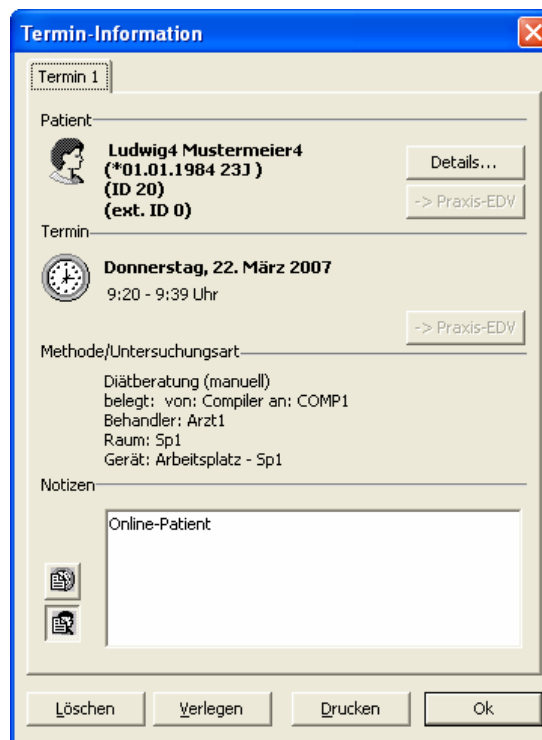 Termin-Information
Termin 1
Patient
Ludwig4 Mustermeier4
(*01.01.1984 23J )
(ID 20)
(ext. ID 0)
Details...
-> Praxis-EDV
Termin
Donnerstag, 22. März 2007
9:20 - 9:39 Uhr
-> Praxis-EDV
Methode/Untersuchungsart
Diätberatung (manuell)
belegt:  von: Compiler an: COMP1
Behandler: Arzt1
Raum: Sp1
Gerät: Arbeitsplatz - Sp1
Notizen
Online-Patient
Löschen
Verlegen
Drucken
Ok